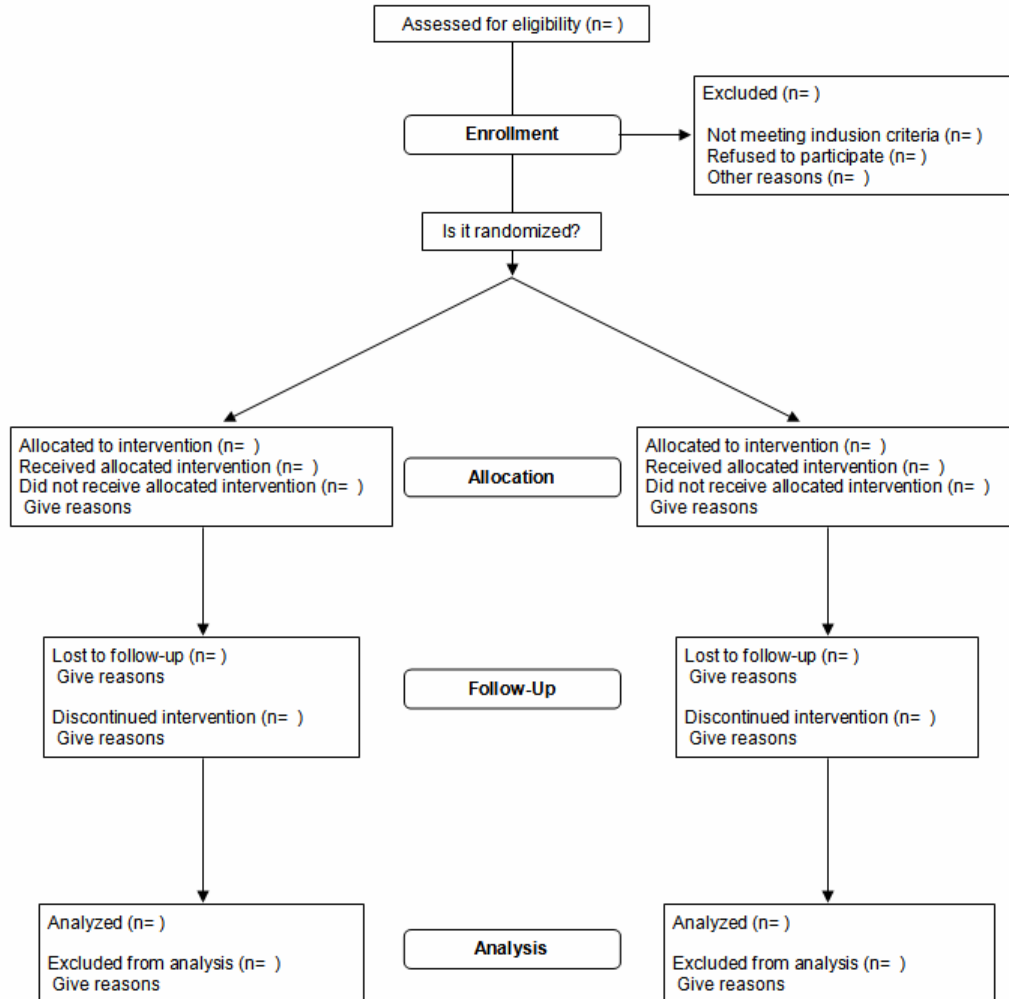 Assessed for eligibility (n= )
Enrollment
Excluded (n= )
Not meeting inclusion criteria (n= )
Refused to participate (n= )
Other reasons (n=  )
Is it randomized?
Allocated to intervention (n=  )
Received allocated intervention (n=  )
Did not receive allocated intervention (n=  )
Give reasons
Allocation
Allocated to intervention (n=  )
Received allocated intervention (n=  )
Did not receive allocated intervention (n=  )
Give reasons
Lost to follow-up (n= )
Give reasons
Discontinued intervention (n=  )
Give reasons
Follow-Up
Lost to follow-up (n= )
Give reasons
Discontinued intervention (n=  )
Give reasons
Analyzed (n= )
Excluded from analysis (n=  )
Give reasons
Analysis
Analyzed (n= )
Excluded from analysis (n=  )
Give reasons